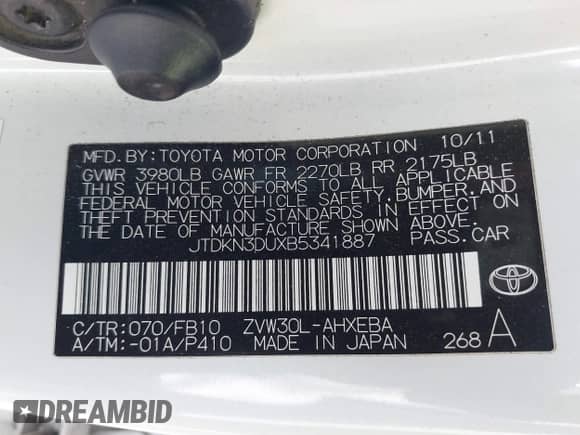 MFD. BY: TOYOTA MOTOR CORPORATION 10/11
GVWR 3980LB GAWR FR 2270LB RR 2175LB
THIS VEHICLE CONFORMS TO ALL APPLICABLE
FEDERAL MOTOR VEHICLE SAFETY, BUMPER, AND
THEFT PREVENTION STANDARDS IN EFFECT ON
THE DATE OF MANUFACTURE SHOWN ABOVE.
JTDKN3DUXB5341887 PASS. CAR
C/TR: 070/FB10 ZVW30L-AHXEBA
A/TM: -01A/P410 MADE IN JAPAN 268 A
DREAMBID